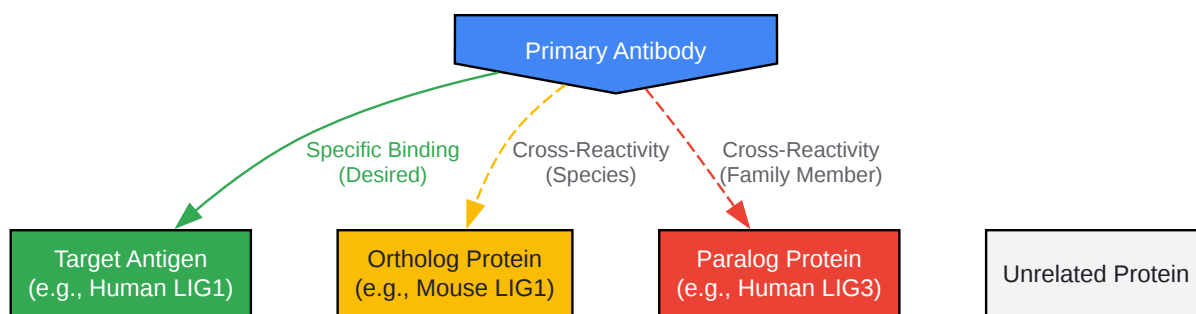 Primary Antibody
Specific Binding
(Desired)
Cross-Reactivity
(Species)
Cross-Reactivity
(Family Member)
Target Antigen
(e.g., Human LIG1)
Ortholog Protein
(e.g., Mouse LIG1)
Paralog Protein
(e.g., Human LIG3)
Unrelated Protein